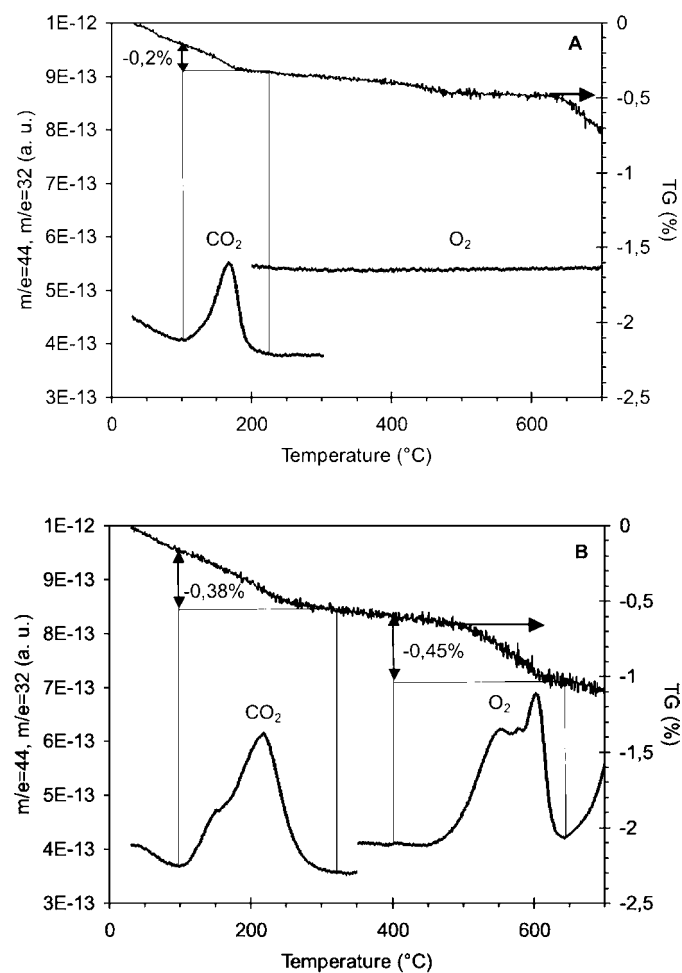 1E-12
9E-13
8E-13
7E-13
6E-13
5E-13
4E-13
3E-13
m/e=44, m/e=32 (a. u.)
-0,2%
A
CO₂
O₂
0
-0,5
-1
-1,5
-2
-2,5
TG (%)
0 200 400 600
Temperature (°C)
1E-12
9E-13
8E-13
7E-13
6E-13
5E-13
4E-13
3E-13
m/e=44, m/e=32 (a. u.)
-0,38%
B
-0,45%
CO₂
O₂
0
-0,5
-1
-1,5
-2
-2,5
TG (%)
0 200 400 600
Temperature (°C)